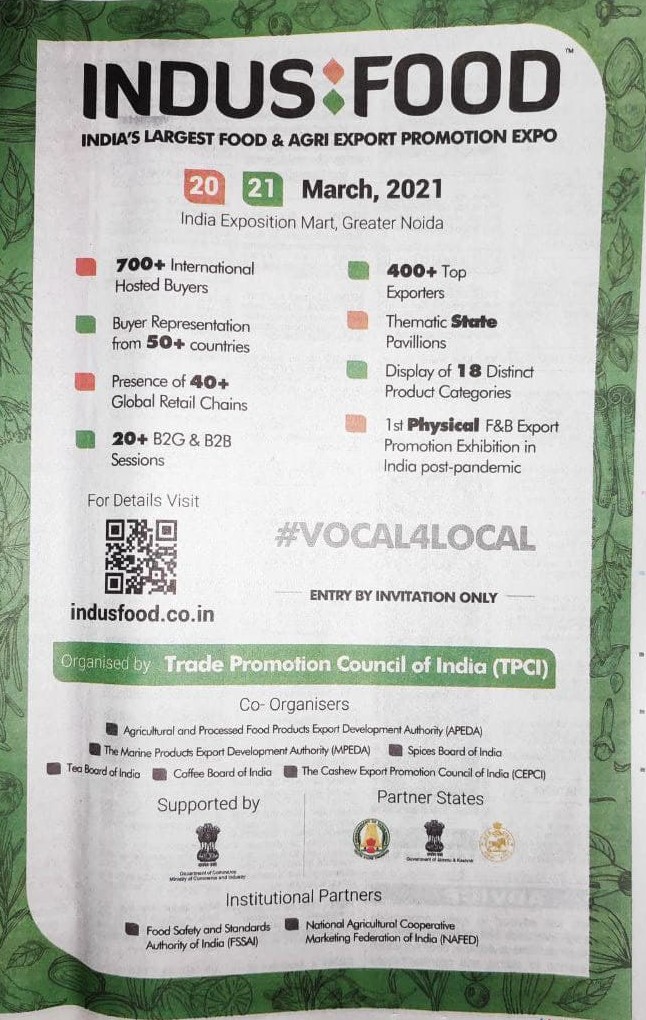 INDUS FOOD™
INDIA'S LARGEST FOOD & AGRI EXPORT PROMOTION EXPO
20 21 March, 2021
India Exposition Mart, Greater Noida
700+ International
Hosted Buyers
Buyer Representation
from 50+ countries
Presence of 40+
Global Retail Chains
20+ B2G & B2B
Sessions
400+ Top
Exporters
Thematic State
Pavillions
Display of 18 Distinct
Product Categories
1st Physical F&B Export
Promotion Exhibition in
India post-pandemic
For Details Visit
indusfood.co.in
#VOCAL4LOCAL
ENTRY BY INVITATION ONLY
Organised by Trade Promotion Council of India (TPCI)
Co- Organisers
Agricultural and Processed Food Products Export Development Authority (APEDA)
The Marine Products Export Development Authority (MPEDA) Spices Board of India
Tea Board of India Coffee Board of India The Cashew Export Promotion Council of India (CEPCI)
Supported by
Department of Commerce
Ministry of Commerce and Industry
Partner States
Government of Jammu & Kashmir
Institutional Partners
Food Safety and Standards
Authority of India (FSSAI)
National Agricultural Cooperative
Marketing Federation of India (NAFED)